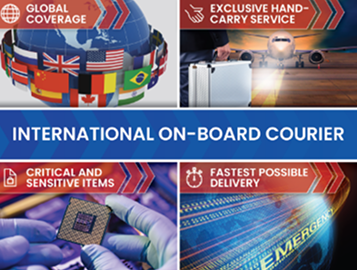 GLOBAL
COVERAGE
EXCLUSIVE HAND-
CARRY SERVICE
INTERNATIONAL ON-BOARD COURIER
CRITICAL AND
SENSITIVE ITEMS
FASTEST POSSIBLE
DELIVERY
EMERGENCY